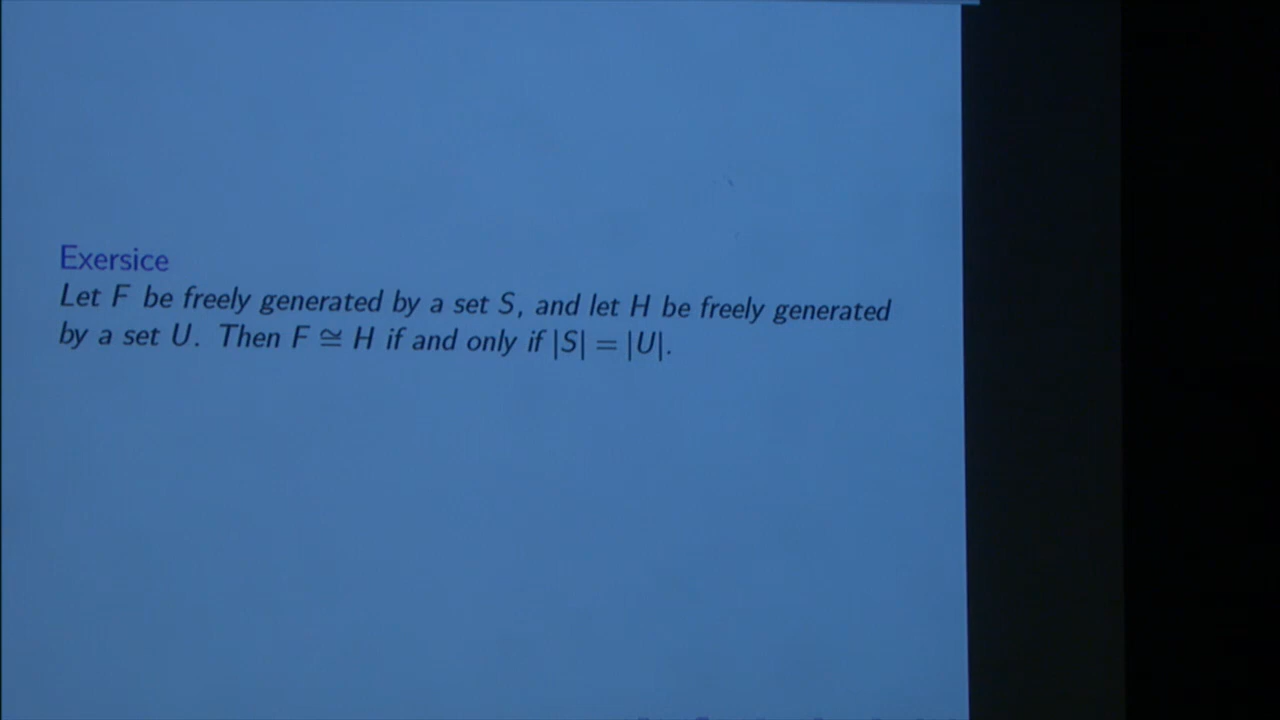 Exersice
Let F be freely generated by a set S, and let H be freely generated
by a set U. Then F ≅ H if and only if |S| = |U|.